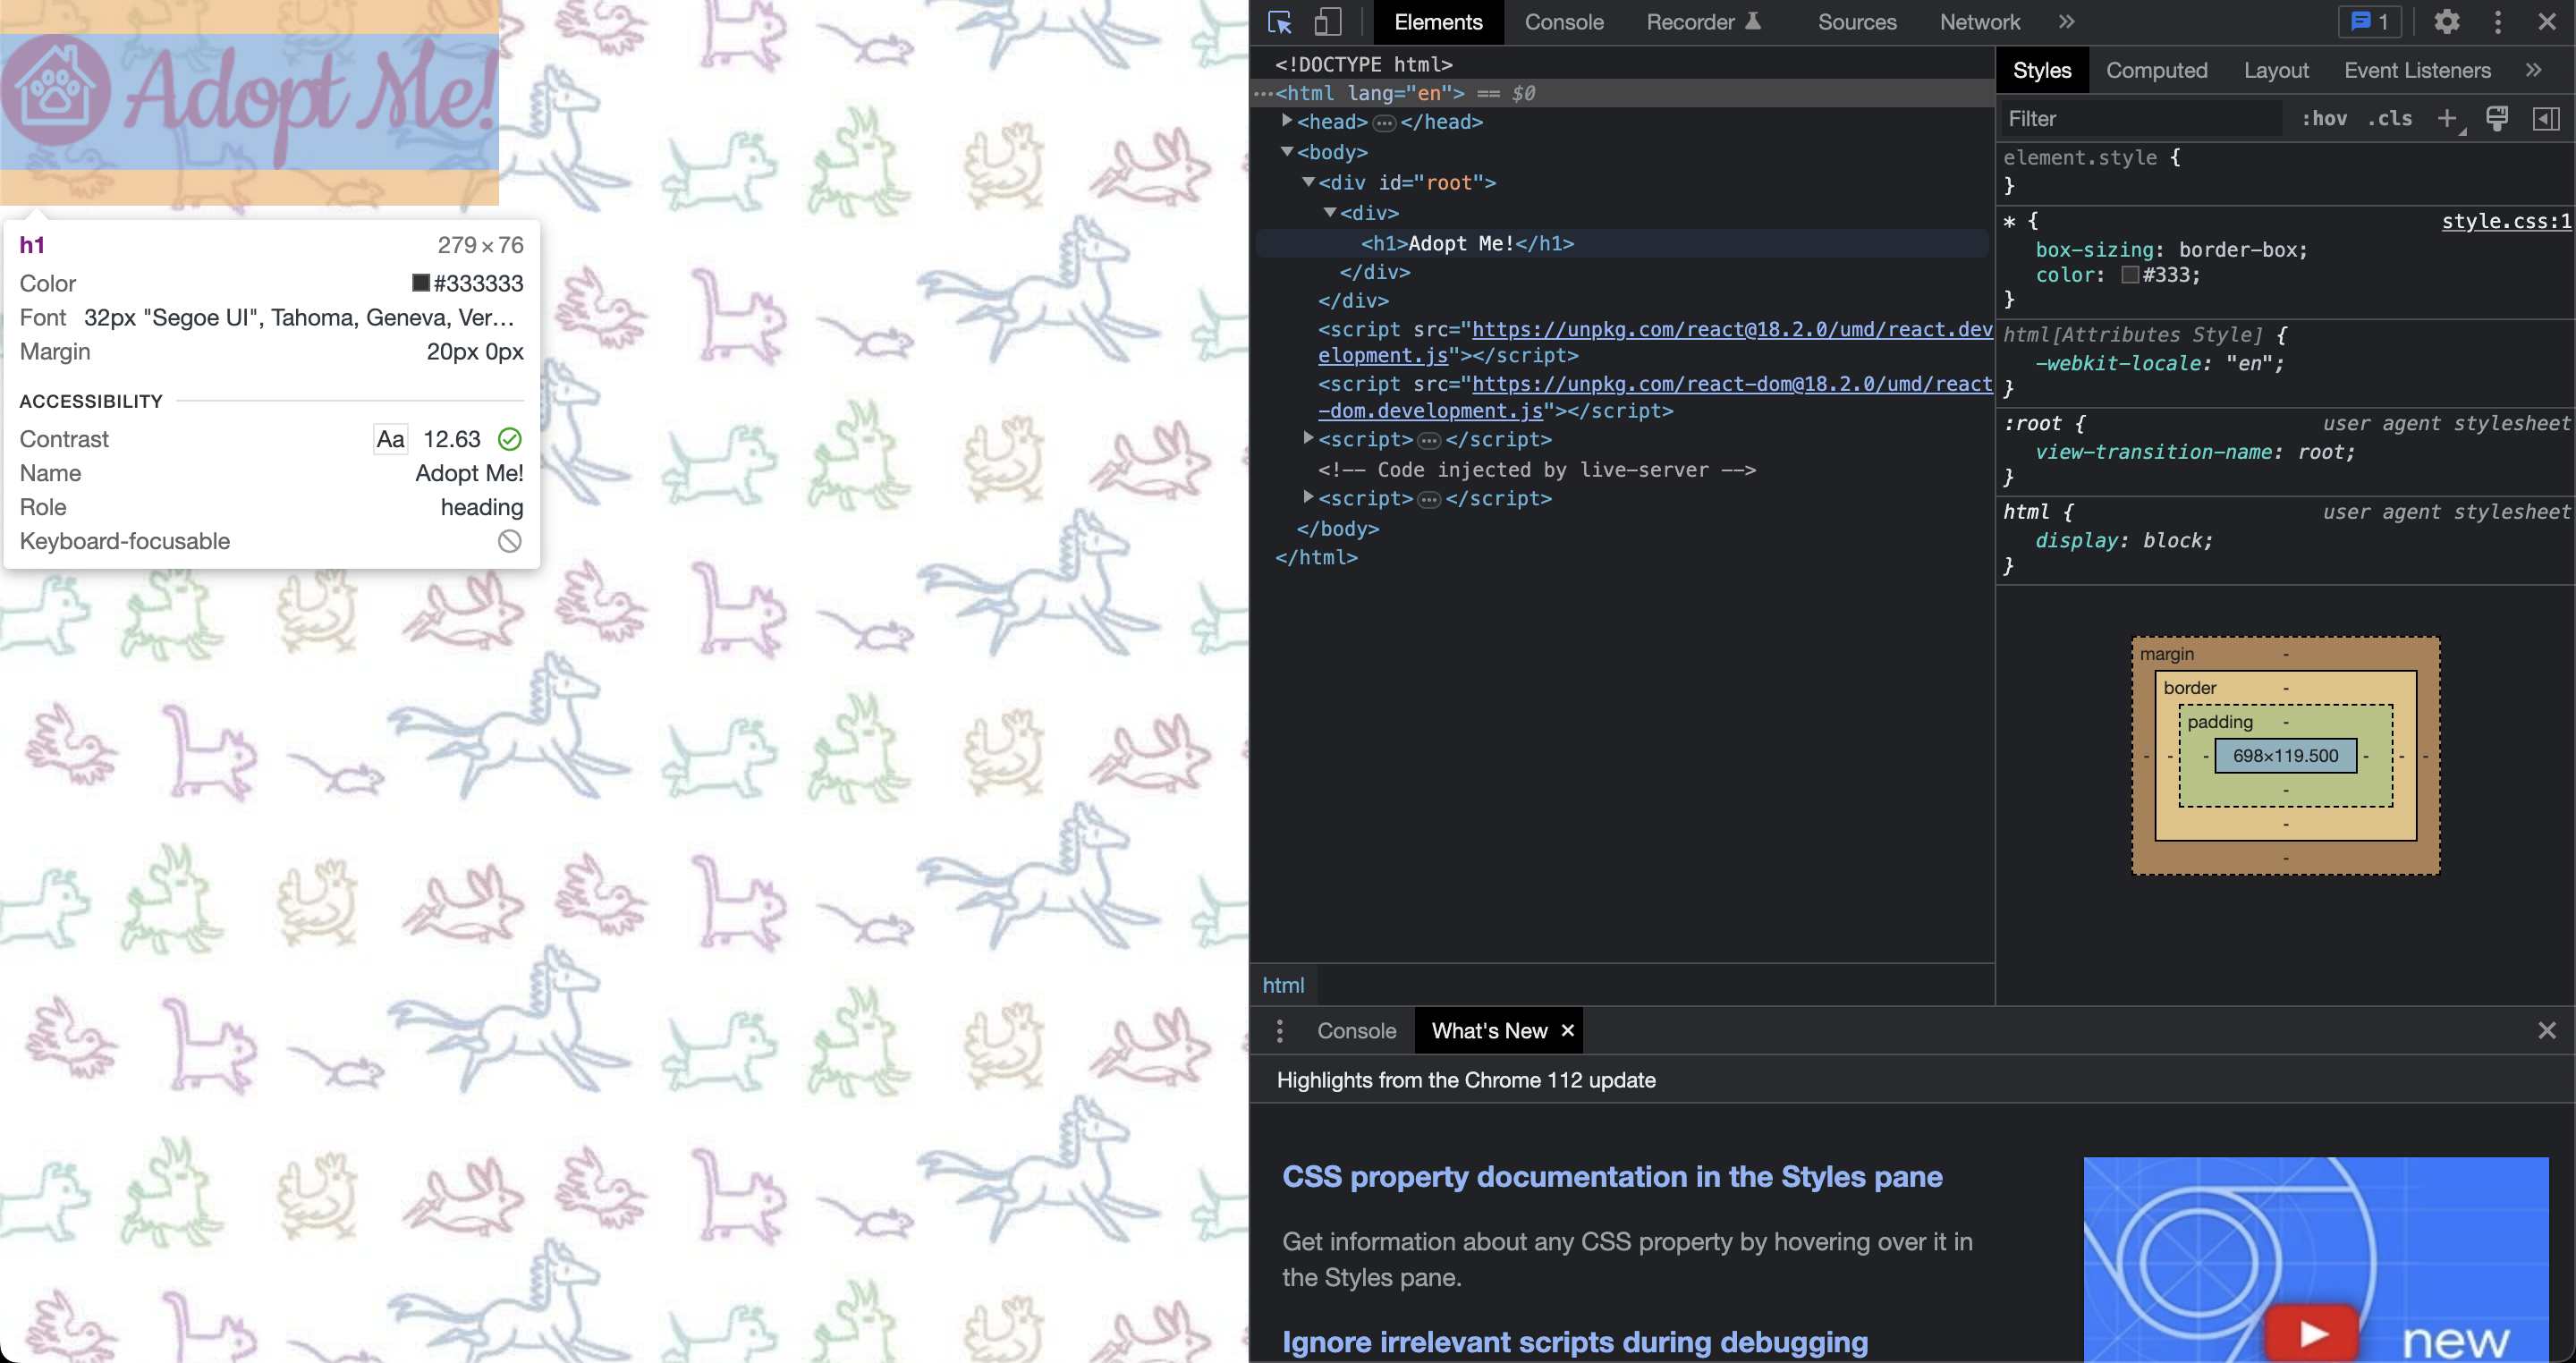 Adopt Me!
h1 279 × 76
Color #333333
Font 32px "Segoe UI", Tahoma, Geneva, Ver…
Margin 20px 0px
ACCESSIBILITY
Contrast Aa 12.63
Name Adopt Me!
Role heading
Keyboard-focusable
Elements Console Recorder Sources Network » 1
<!DOCTYPE html>
···<html lang="en"> == $0
<head> ··· </head>
<body>
<div id="root">
<div>
<h1>Adopt Me!</h1>
</div>
</div>
<script src="https://unpkg.com/react@18.2.0/umd/react.dev
elopment.js"></script>
<script src="https://unpkg.com/react-dom@18.2.0/umd/react
-dom.development.js"></script>
<script> ··· </script>
<!-- Code injected by live-server -->
<script> ··· </script>
</body>
</html>
html
Styles Computed Layout Event Listeners »
Filter :hov .cls +
element.style {
}
* { style.css:1
box-sizing: border-box;
color: #333;
}
html[Attributes Style] {
-webkit-locale: "en";
}
:root { user agent stylesheet
view-transition-name: root;
}
html { user agent stylesheet
display: block;
}
margin -
border -
padding -
- - - 698×119.500 - - -
-
-
-
Console What's New ×
Highlights from the Chrome 112 update
CSS property documentation in the Styles pane
Get information about any CSS property by hovering over it in
the Styles pane.
Ignore irrelevant scripts during debugging
new